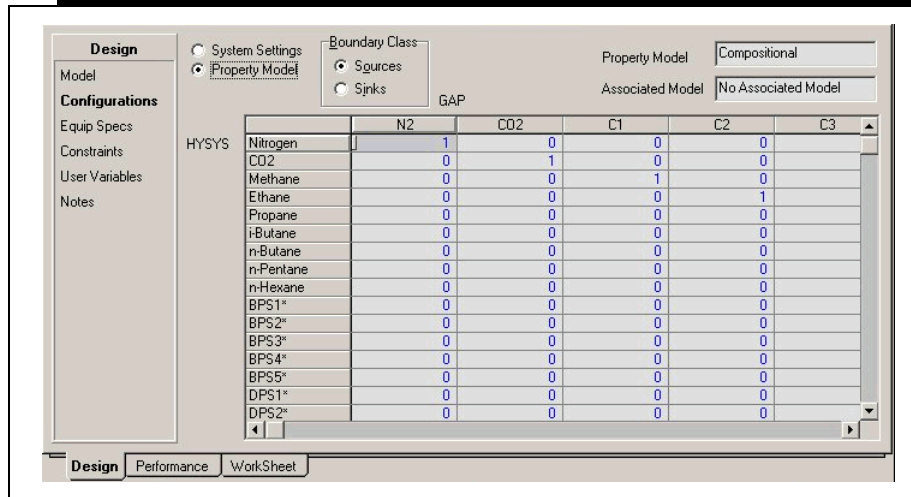 Design
Model
Configurations
Equip Specs
Constraints
User Variables
Notes
System Settings
Property Model
Boundary Class
Sources
Sinks
Property Model Compositional
Associated Model No Associated Model
GAP
HYSYS
N2 CO2 C1 C2 C3
Nitrogen 1 0 0 0
CO2 0 1 0 0
Methane 0 0 1 0
Ethane 0 0 0 1
Propane 0 0 0 0
i-Butane 0 0 0 0
n-Butane 0 0 0 0
n-Pentane 0 0 0 0
n-Hexane 0 0 0 0
BPS1* 0 0 0 0
BPS2* 0 0 0 0
BPS3* 0 0 0 0
BPS4* 0 0 0 0
BPS5* 0 0 0 0
DPS1* 0 0 0 0
DPS2* 0 0 0 0
Design Performance WorkSheet